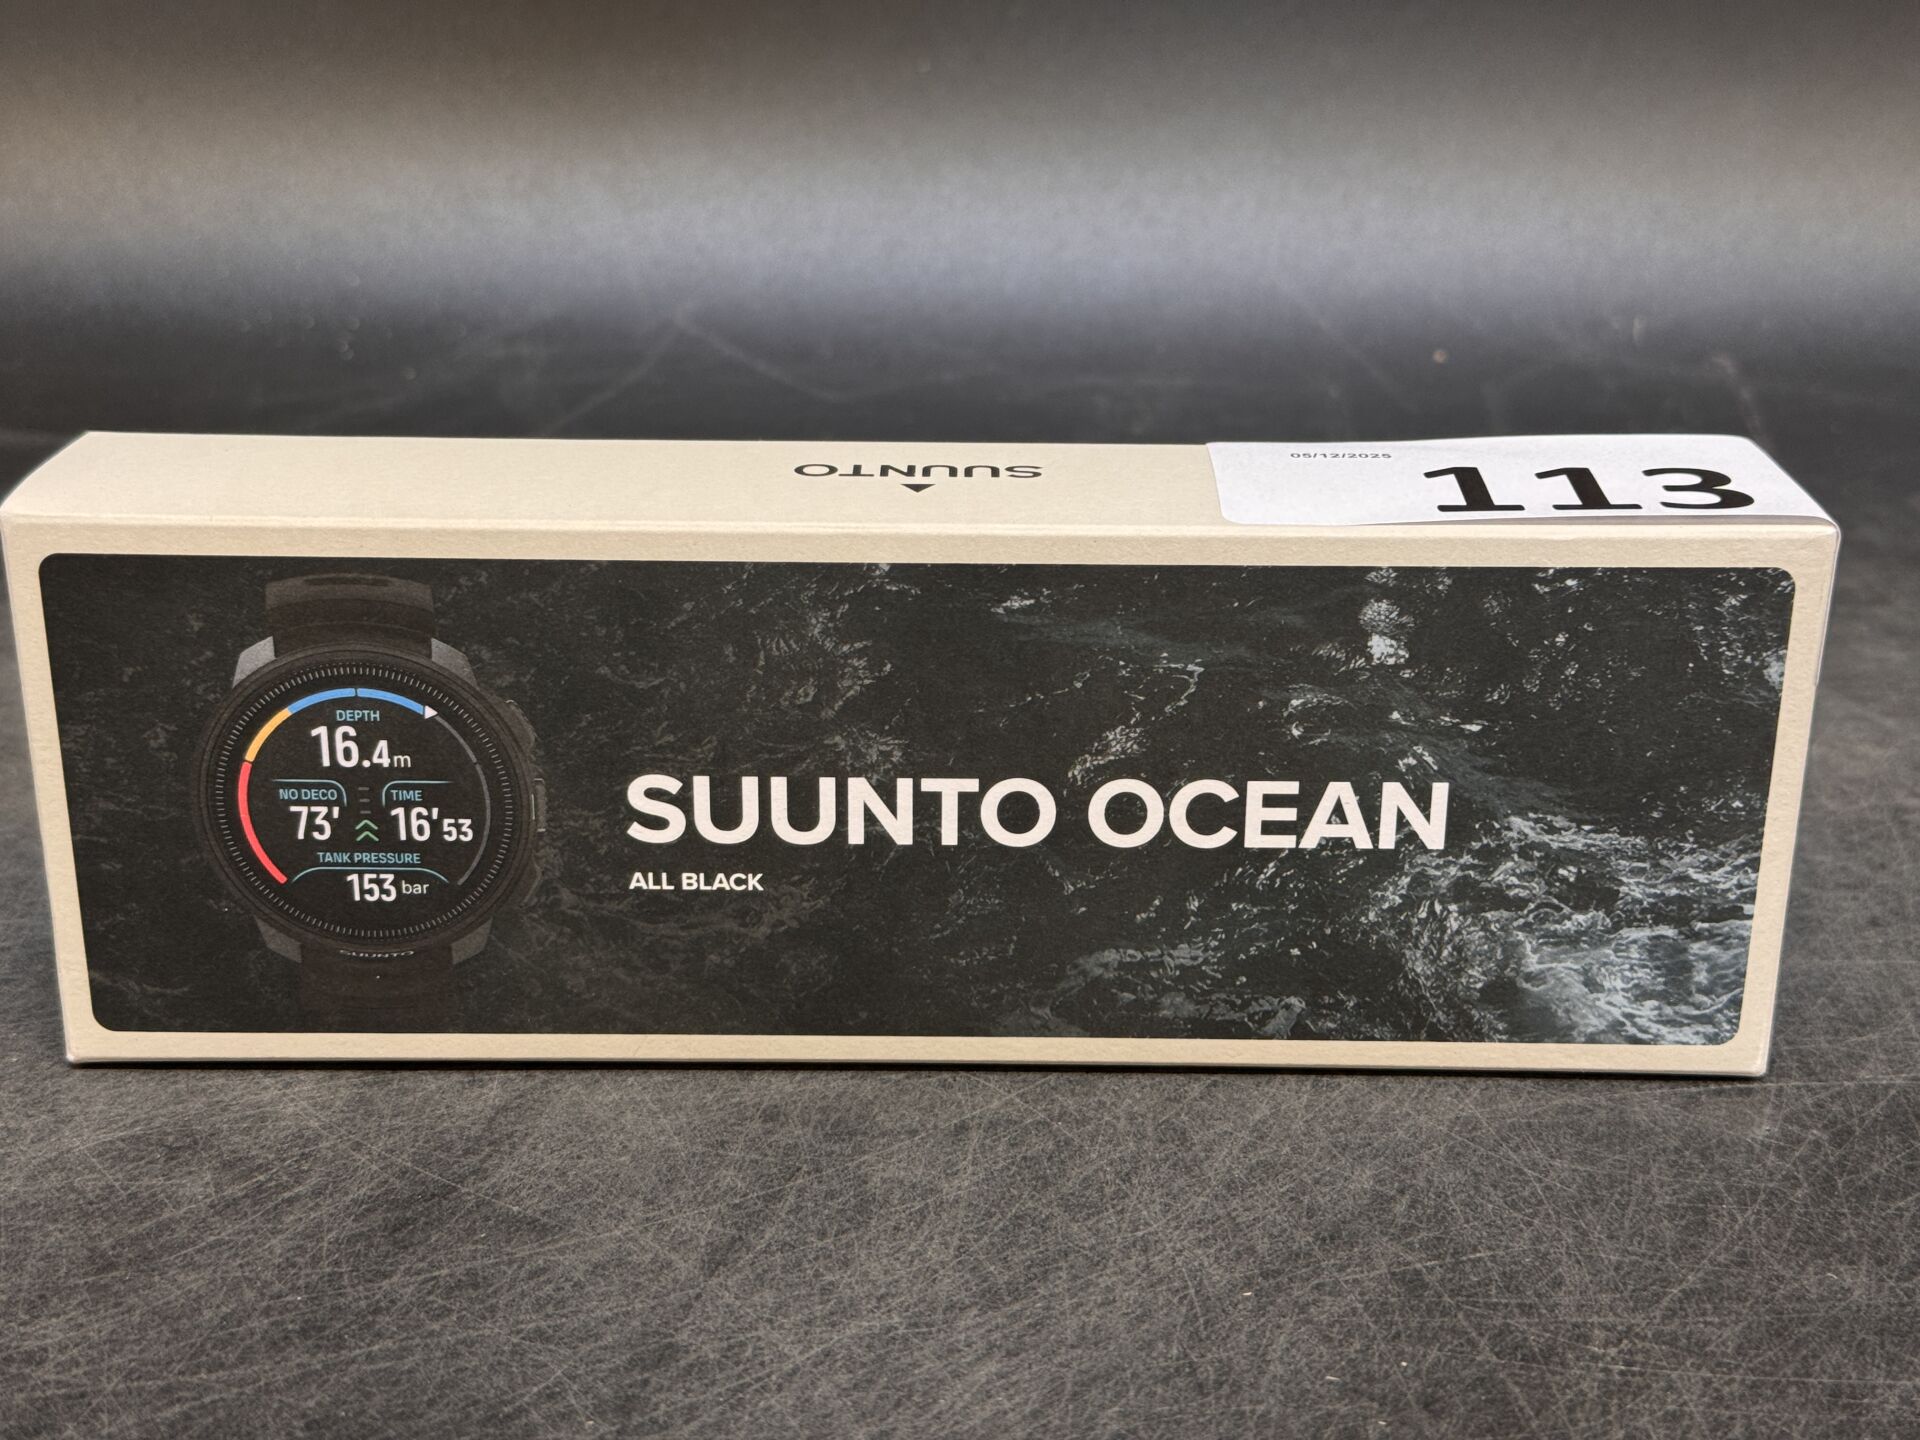 05/12/2025
113
SUUNTO
DEPTH
16.4m
NO DECO
73'
TIME
16'53
TANK PRESSURE
153 bar
SUUNTO
SUUNTO OCEAN
ALL BLACK